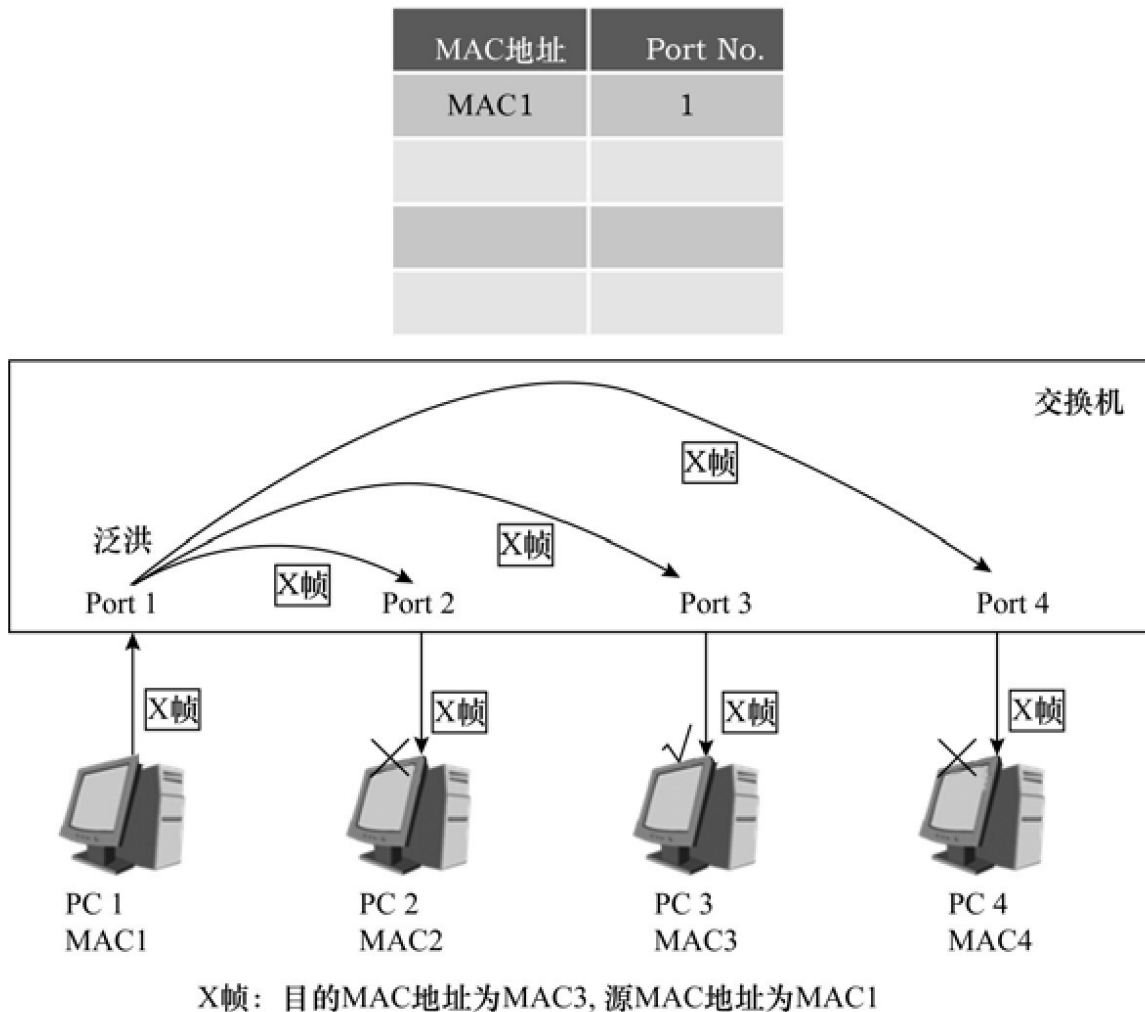 MAC地址 Port No.
MAC1 1
交换机
X帧
泛洪
X帧
X帧
Port 1 Port 2 Port 3 Port 4
X帧 X帧 X帧 X帧
PC 1 PC 2 PC 3 PC 4
MAC1 MAC2 MAC3 MAC4
X帧：目的MAC地址为MAC3, 源MAC地址为MAC1